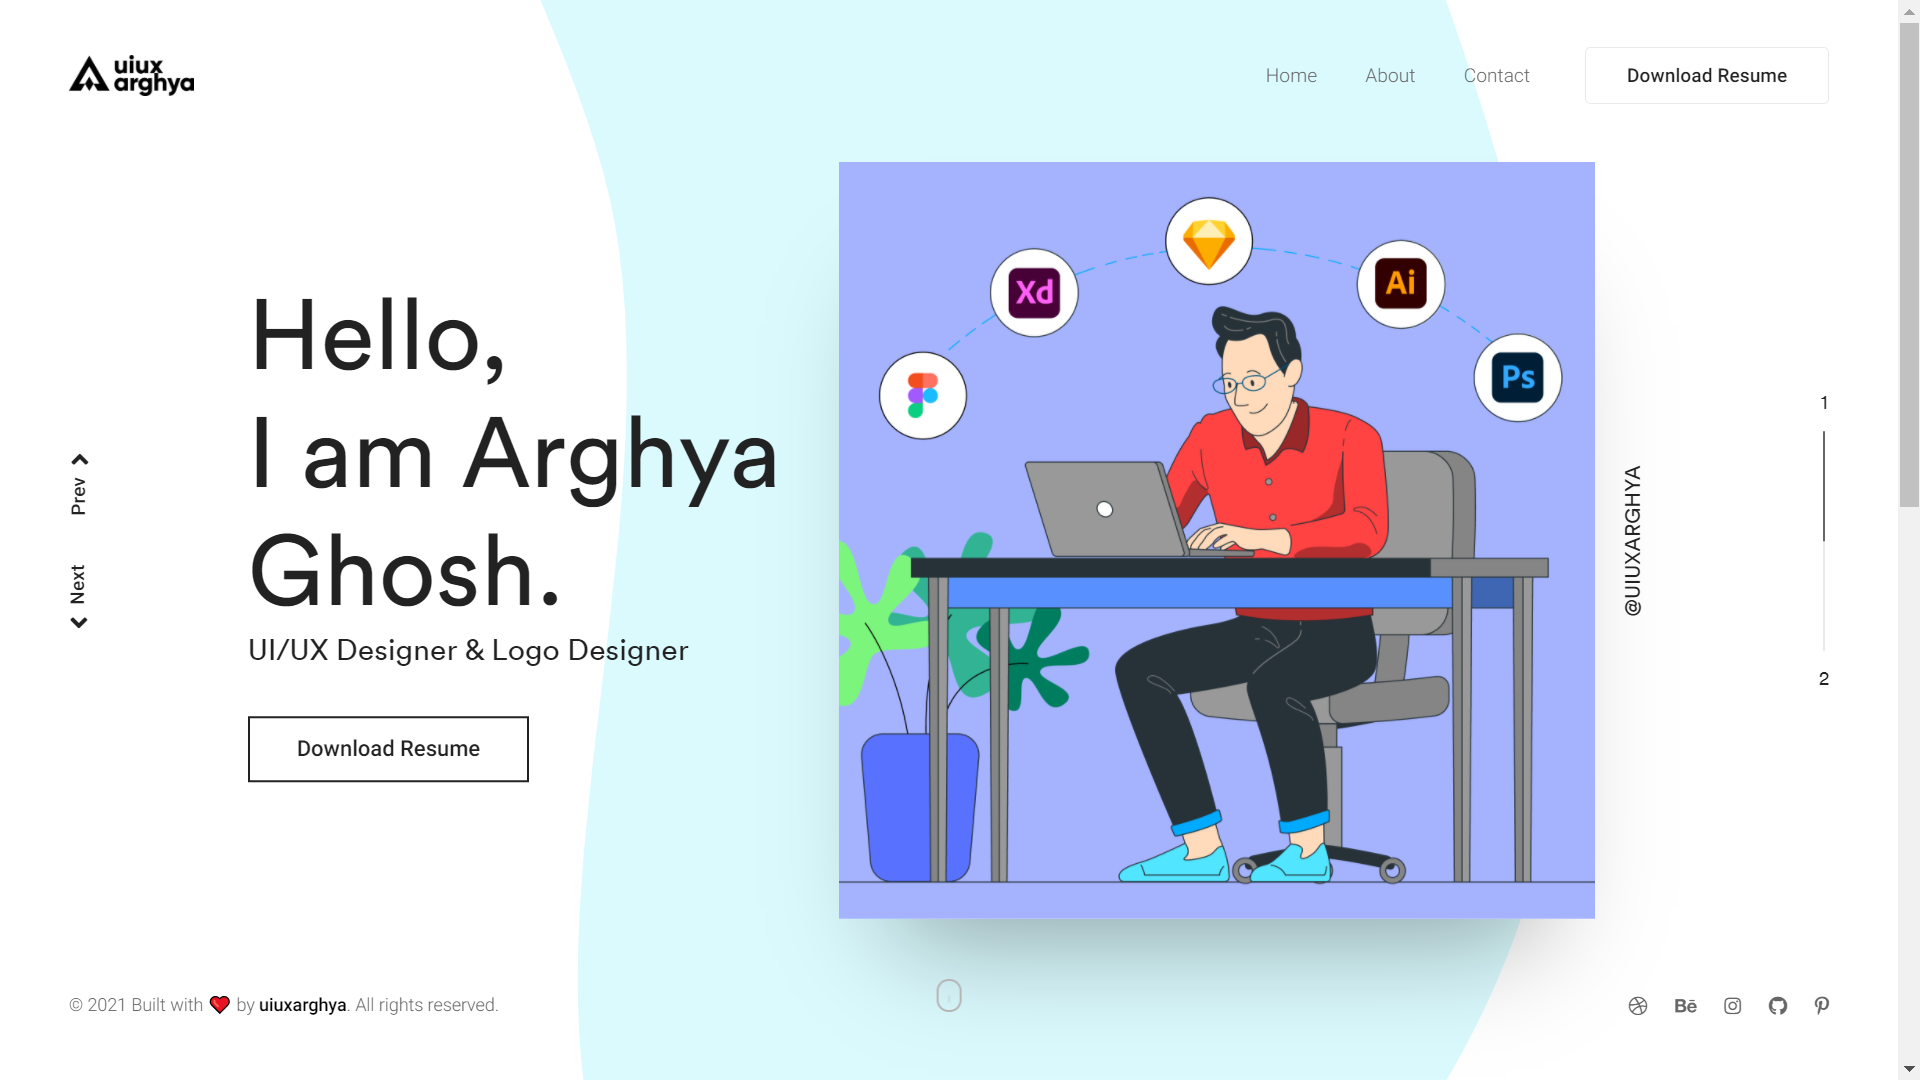 uiux
arghya
Home
About
Contact
Download Resume
Xd
Ai
Ps
Hello,
I am Arghya
Ghosh.
UI/UX Designer & Logo Designer
Download Resume
Prev
Next
@UIUXARGHYA
1
2
© 2021 Built with ❤ by uiuxarghya. All rights reserved.
Bē